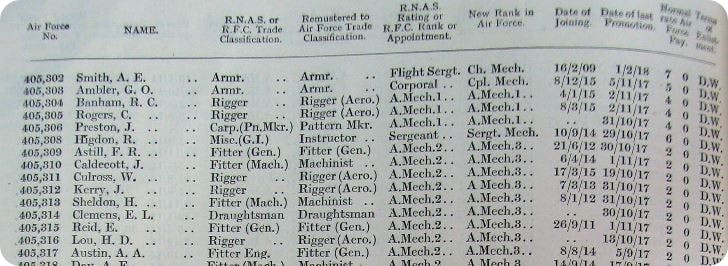 Air Force No. NAME. R.N.A.S. or R.F.C. Trade Classification. Remustered to Air Force Trade Classification. R.N.A.S. Rating or R.F.C. Rank or Appointment. New Rank in Air Force. Date of Joining. Date of last Promotion. Normal rate Air Force Pay. Terms of Enlistment.
405,302 Smith, A. E. .. Armr. .. Armr. .. Flight Sergt. Ch. Mech. 16/2/09 1/2/18 7 0 D.W.
405,303 Ambler, G. O. .. Armr. .. Armr. .. Corporal .. Cpl. Mech. 8/12/15 5/11/17 5 0 D.W.
405,304 Banham, R. C. .. Rigger .. Rigger (Aero.) A.Mech.1.. A.Mech.1.. 4/1/15 2/11/17 4 0 D.W.
405,305 Rogers, C. .. Rigger .. Rigger (Aero.) A.Mech.1.. A.Mech.1.. 8/3/15 2/11/17 4 0 D.W.
405,306 Preston, J. .. .. Carp.(Pn.Mkr.) Pattern Mkr. A.Mech.1.. A.Mech.1.. .. 31/10/17 4 0 D.W.
405,308 Higdon, R. .. .. Misc.(G.I.) .. Instructor .. Sergeant .. Sergt. Mech. 10/9/14 29/10/17 6 0 D.W.
405,309 Astill, F. R. .. .. Fitter (Gen.) Fitter (Gen.) A.Mech.2.. A.Mech.3.. 21/6/12 30/10/17 2 0 D.W.
405,310 Caldecott, J. .. Fitter (Mach.) Machinist .. A.Mech.2.. A.Mech.3.. 6/4/14 1/11/17 2 0 D.W.
405,311 Culross, W. .. Rigger .. Rigger (Aero.) A.Mech.2.. A.Mech.3.. 17/3/15 19/10/17 2 0 D.W.
405,312 Kerry, J. .. .. Rigger .. Rigger (Aero.) A.Mech.2.. A.Mech.3.. 7/3/13 31/10/17 2 0 D.W.
405,313 Sheldon, H. .. .. Fitter (Mach.) Machinist .. A.Mech.2.. A.Mech.3.. 8/1/12 31/10/17 2 0 D.W.
405,314 Clemens, E. L. .. Draughtsman Draughtsman A.Mech.2.. A.Mech.3.. .. 30/10/17 2 0 D.W.
405,315 Reid, E. .. .. Fitter (Gen.) Fitter (Gen.) A.Mech.2.. A.Mech.3.. 26/9/11 1/11/17 2 0 D.W.
405,316 Lou, H. D. .. .. Rigger .. Rigger (Aero.) A.Mech.2.. A.Mech.3.. .. 13/10/17 2 0 D.W.
405,317 Austin, A. A. .. Fitter Eng. Fitter (Gen.) A.Mech.2.. A.Mech.3.. 8/8/14 5/9/17 2 0 D.W.
405,318 Day